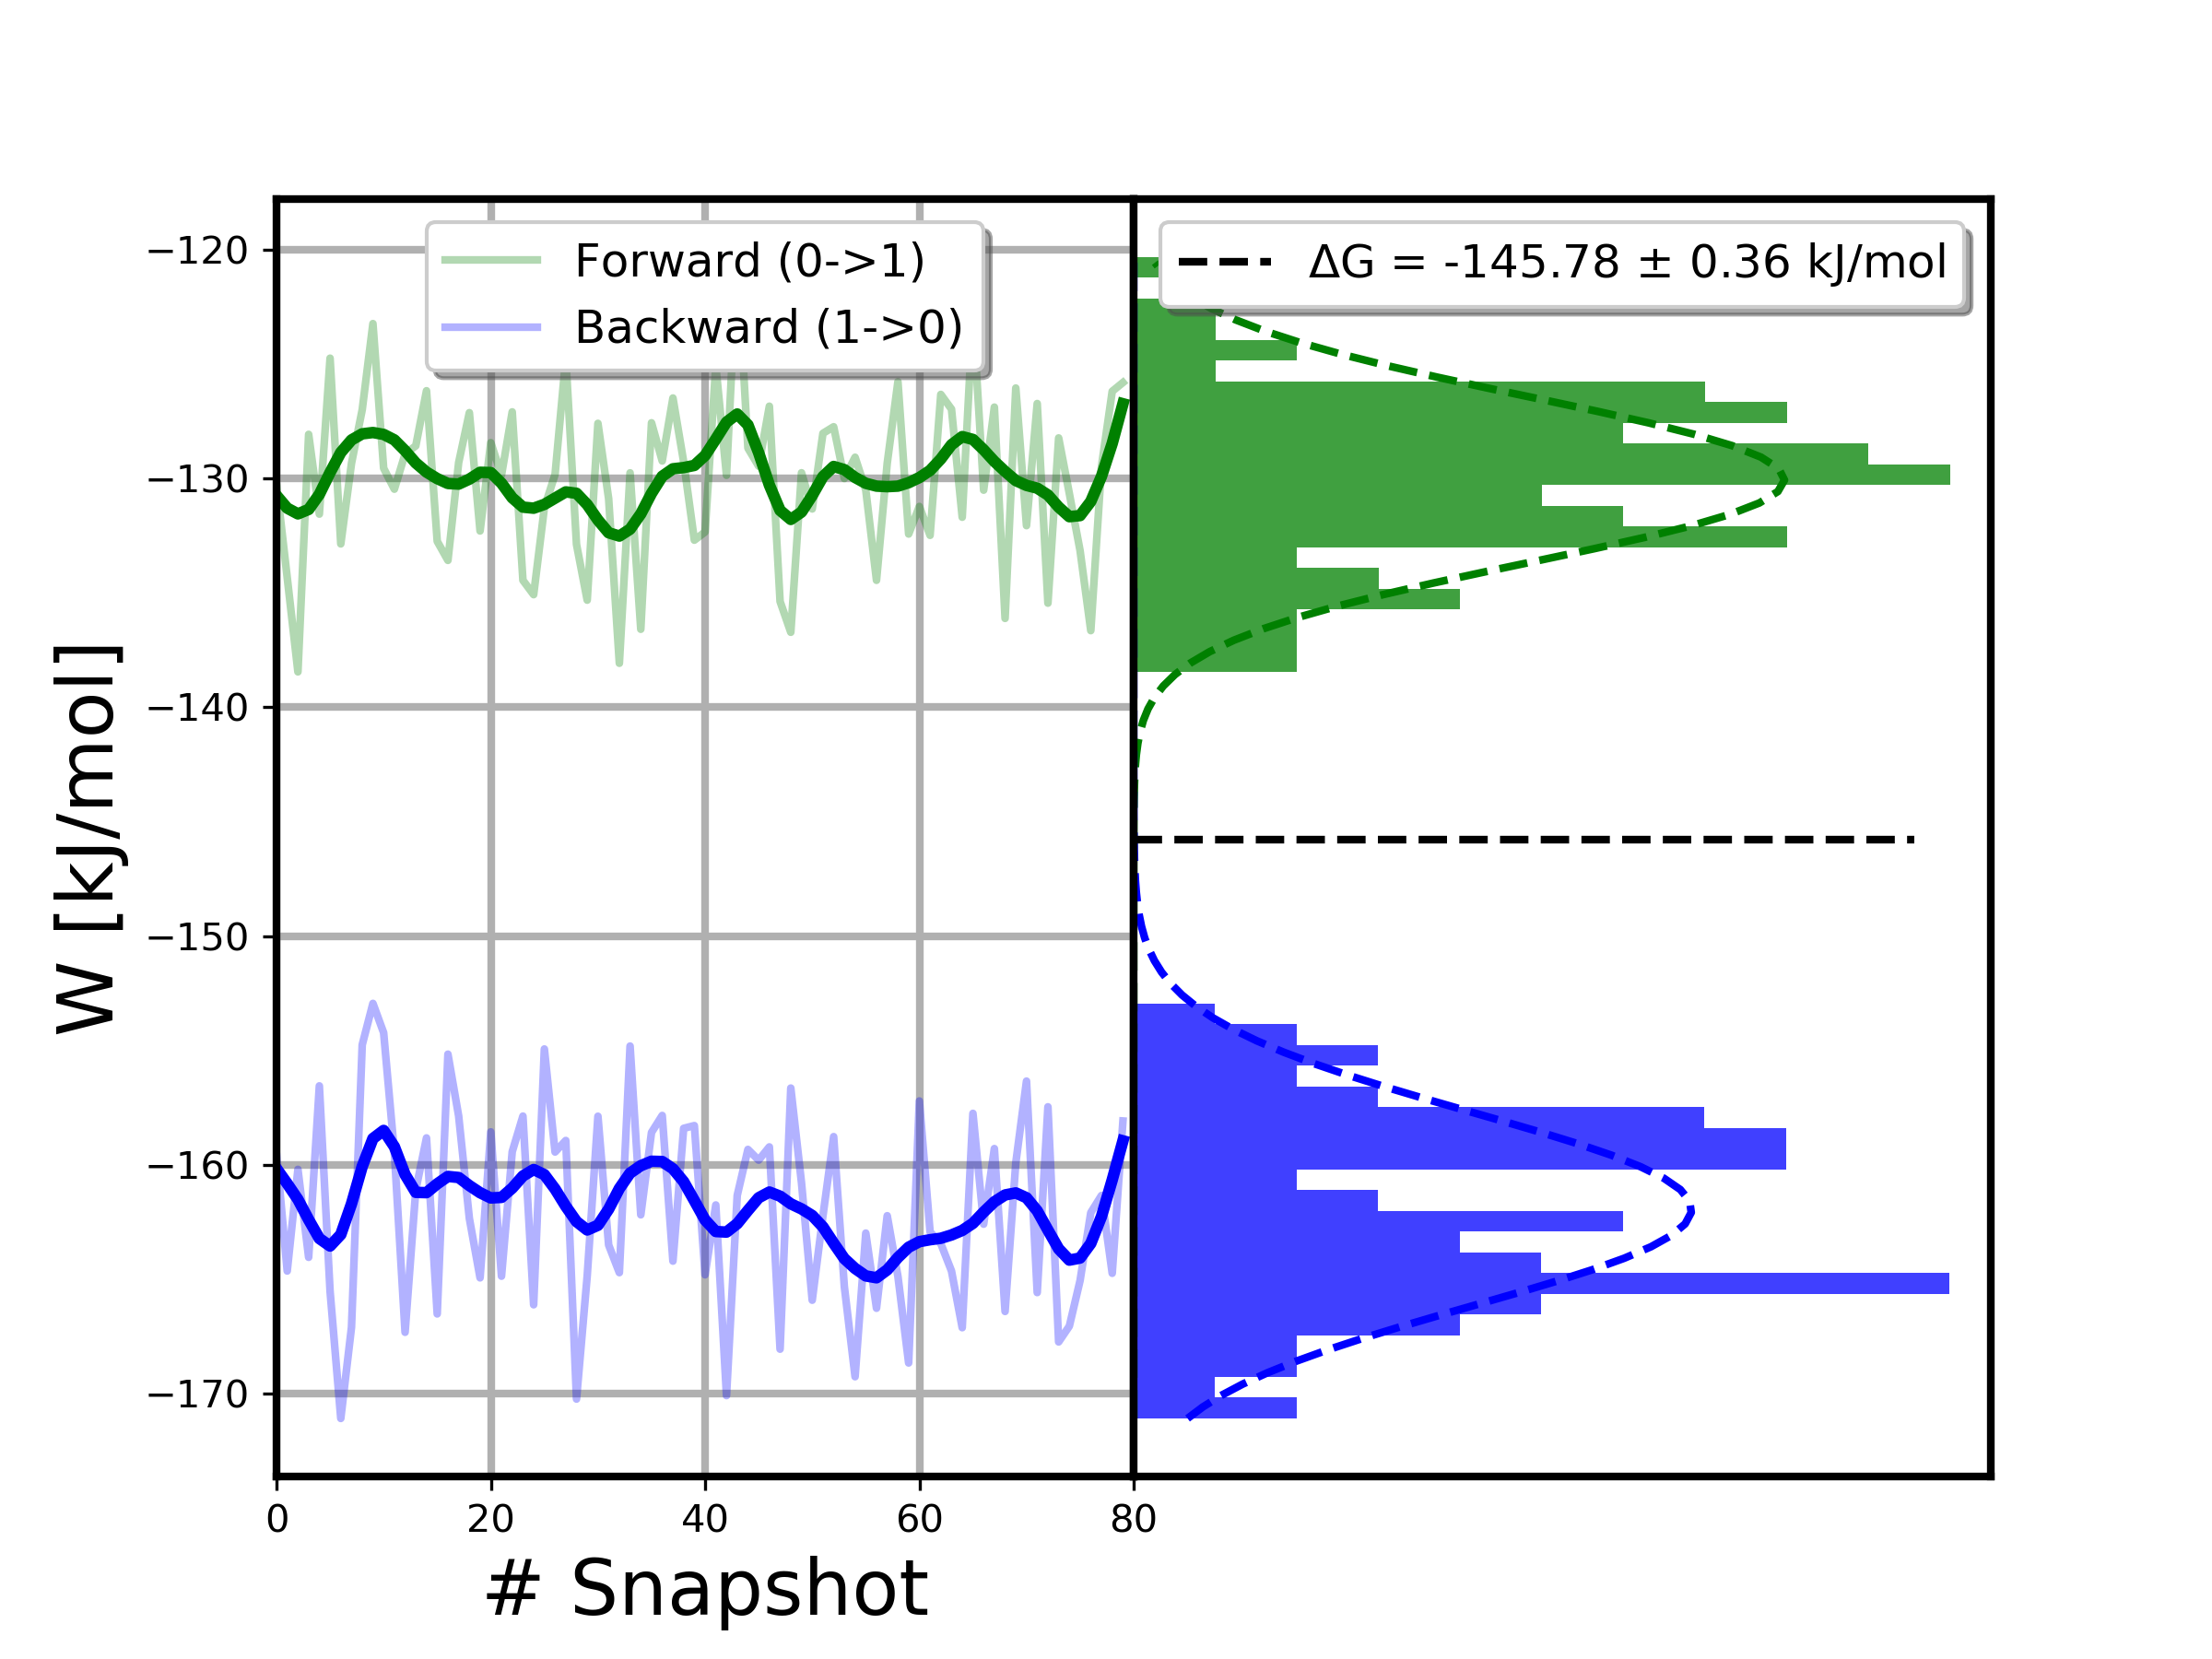 Forward (0->1)
Backward (1->0)
ΔG = -145.78 ± 0.36 kJ/mol
W [kJ/mol]
−120
−130
−140
−150
−160
−170
0 20 40 60 80
# Snapshot